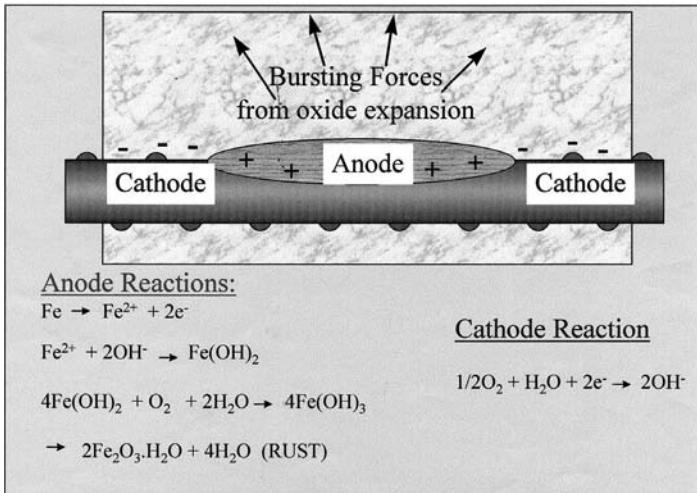 Bursting Forces
from oxide expansion
- - - - - -
Cathode
+ + Anode + +
Cathode
Anode Reactions:
Fe → Fe²⁺ + 2e⁻
Fe²⁺ + 2OH⁻ → Fe(OH)₂
4Fe(OH)₂ + O₂ + 2H₂O → 4Fe(OH)₃
→ 2Fe₂O₃.H₂O + 4H₂O (RUST)
Cathode Reaction
1/2O₂ + H₂O + 2e⁻ → 2OH⁻